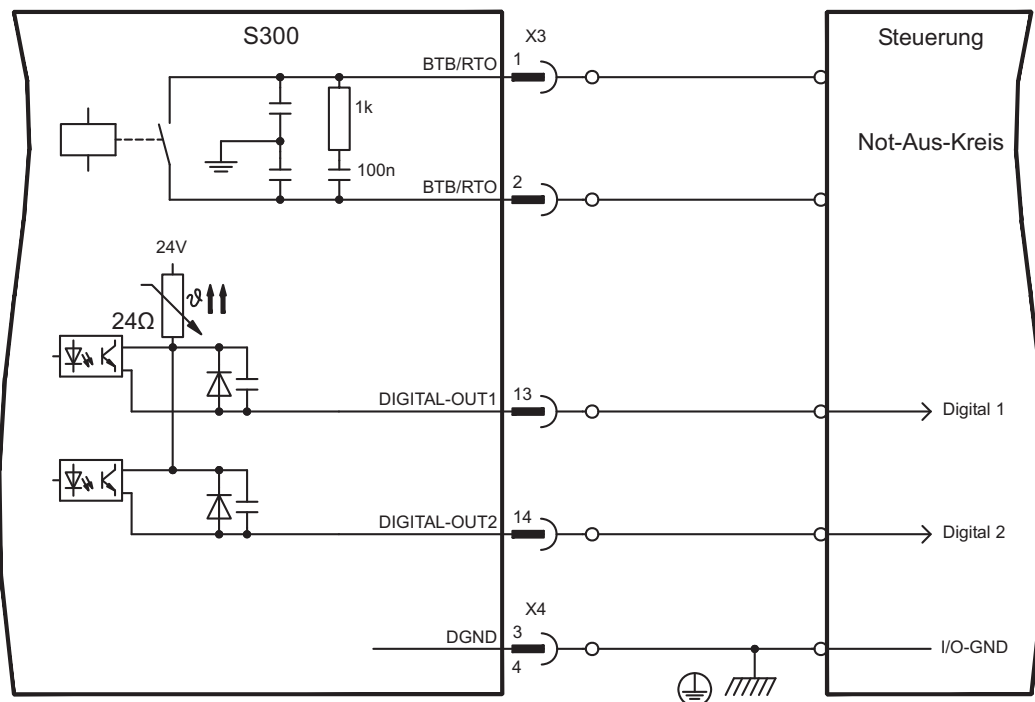 S300
X3
Steuerung
BTB/RTO
1
1k
Not-Aus-Kreis
100n
BTB/RTO
2
24V
ϑ
24Ω
DIGITAL-OUT1
13
Digital 1
DIGITAL-OUT2
14
Digital 2
X4
DGND
3
I/O-GND
4